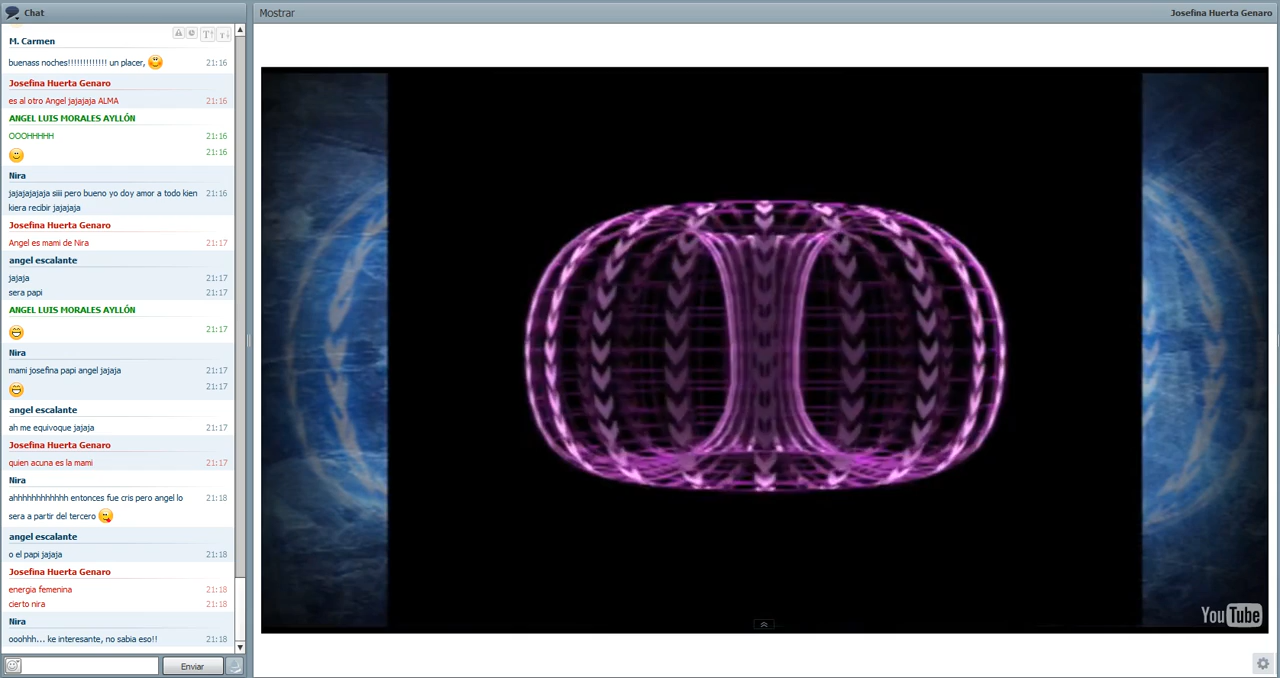 Chat
M. Carmen
buenass noches!!!!!!!!!!!!! un placer,
21:16
Josefina Huerta Genaro
es al otro Angel jajajaja ALMA
21:16
ANGEL LUIS MORALES AYLLÓN
OOOHHHHH
21:16
21:16
Nira
jajajajajaja siiii pero bueno yo doy amor a todo kien
21:16
kiera recibir jajajaja
Josefina Huerta Genaro
Angel es mami de Nira
21:17
angel escalante
jajaja
21:17
sera papi
21:17
ANGEL LUIS MORALES AYLLÓN
21:17
Nira
mami josefina papi angel jajaja
21:17
21:17
angel escalante
ah me equivoque jajaja
21:17
Josefina Huerta Genaro
quien acuna es la mami
21:17
Nira
ahhhhhhhhhhhh entonces fue cris pero angel lo
21:18
sera a partir del tercero
angel escalante
o el papi jajaja
21:18
Josefina Huerta Genaro
energia femenina
21:18
cierto nira
21:18
Nira
ooohhh... ke interesante, no sabia eso!!
21:18
Enviar
Mostrar
Josefina Huerta Genaro
YouTube